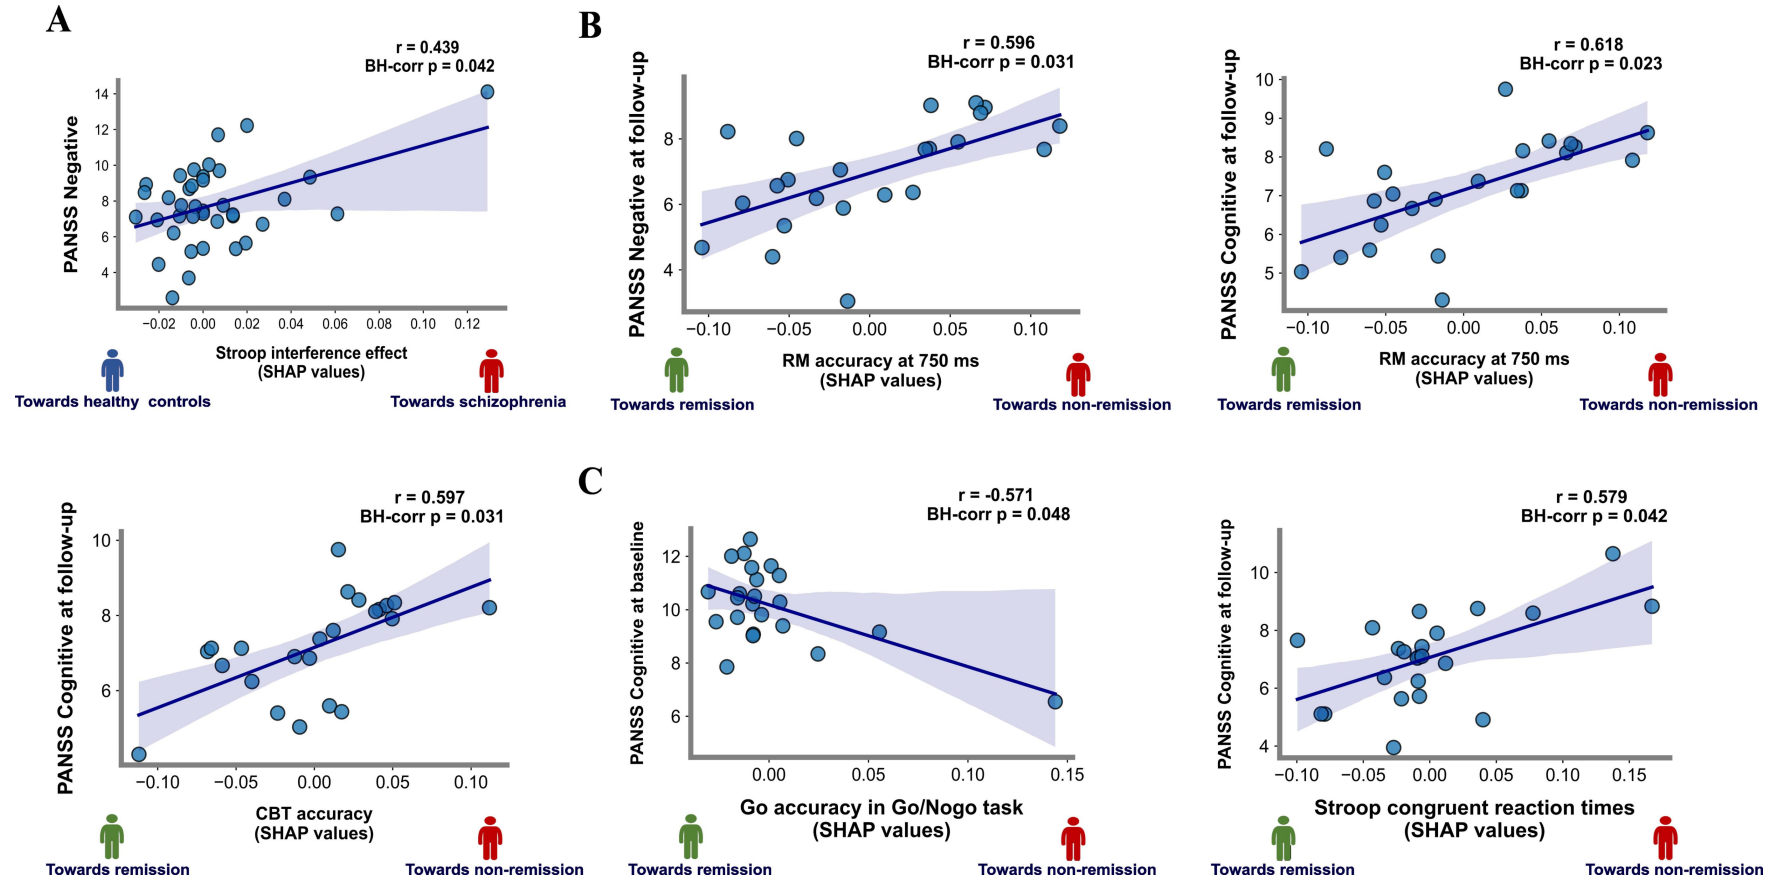 A
r = 0.439
BH-corr p = 0.042
PANSS Negative
14
12
10
8
6
4
−0.02 0.00 0.02 0.04 0.06 0.08 0.10 0.12
Stroop interference effect
(SHAP values)
Towards healthy controls
Towards schizophrenia
B
r = 0.596
BH-corr p = 0.031
PANSS Negative at follow-up
8
6
4
−0.10 −0.05 0.00 0.05 0.10
RM accuracy at 750 ms
(SHAP values)
Towards remission
Towards non-remission
r = 0.618
BH-corr p = 0.023
PANSS Cognitive at follow-up
10
9
8
7
6
5
−0.10 −0.05 0.00 0.05 0.10
RM accuracy at 750 ms
(SHAP values)
Towards remission
Towards non-remission
r = 0.597
BH-corr p = 0.031
PANSS Cognitive at follow-up
10
8
6
−0.10 −0.05 0.00 0.05 0.10
CBT accuracy
(SHAP values)
Towards remission
Towards non-remission
C
r = -0.571
BH-corr p = 0.048
PANSS Cognitive at baseline
12
10
8
6
0.00 0.05 0.10 0.15
Go accuracy in Go/Nogo task
(SHAP values)
Towards remission
Towards non-remission
r = 0.579
BH-corr p = 0.042
PANSS Cognitive at follow-up
10
8
6
4
−0.10 −0.05 0.00 0.05 0.10 0.15
Stroop congruent reaction times
(SHAP values)
Towards remission
Towards non-remission